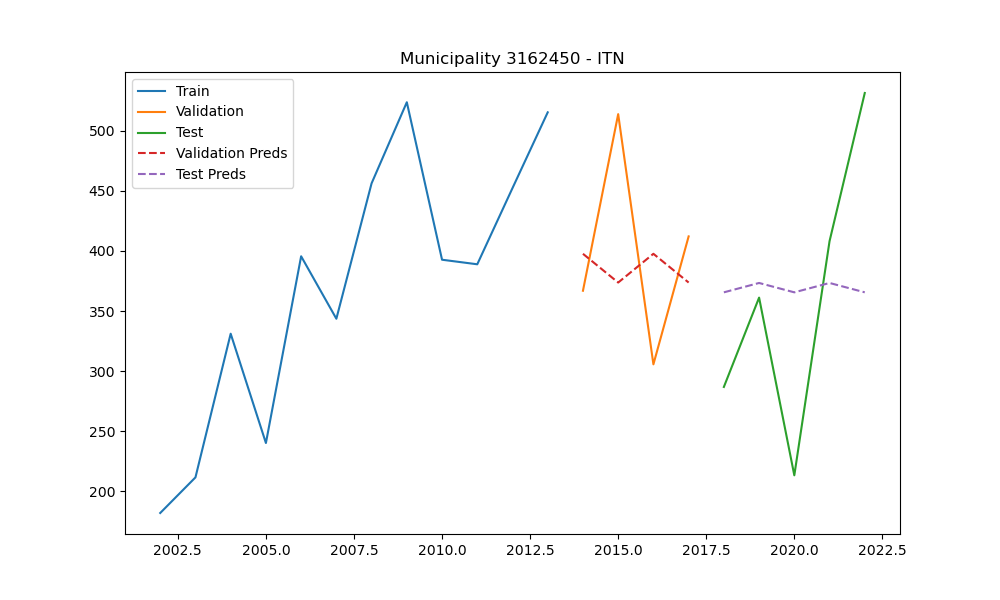 Municipality 3162450 - ITN
Train
Validation
Test
Validation Preds
Test Preds
500
450
400
350
300
250
200
2002.5 2005.0 2007.5 2010.0 2012.5 2015.0 2017.5 2020.0 2022.5